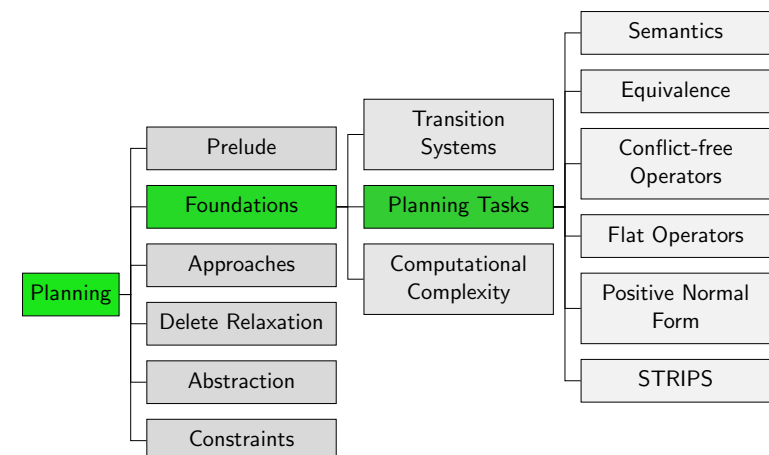 Planning
Prelude
Foundations
Approaches
Delete Relaxation
Abstraction
Constraints
Transition
Systems
Planning Tasks
Computational
Complexity
Semantics
Equivalence
Conflict-free
Operators
Flat Operators
Positive Normal
Form
STRIPS